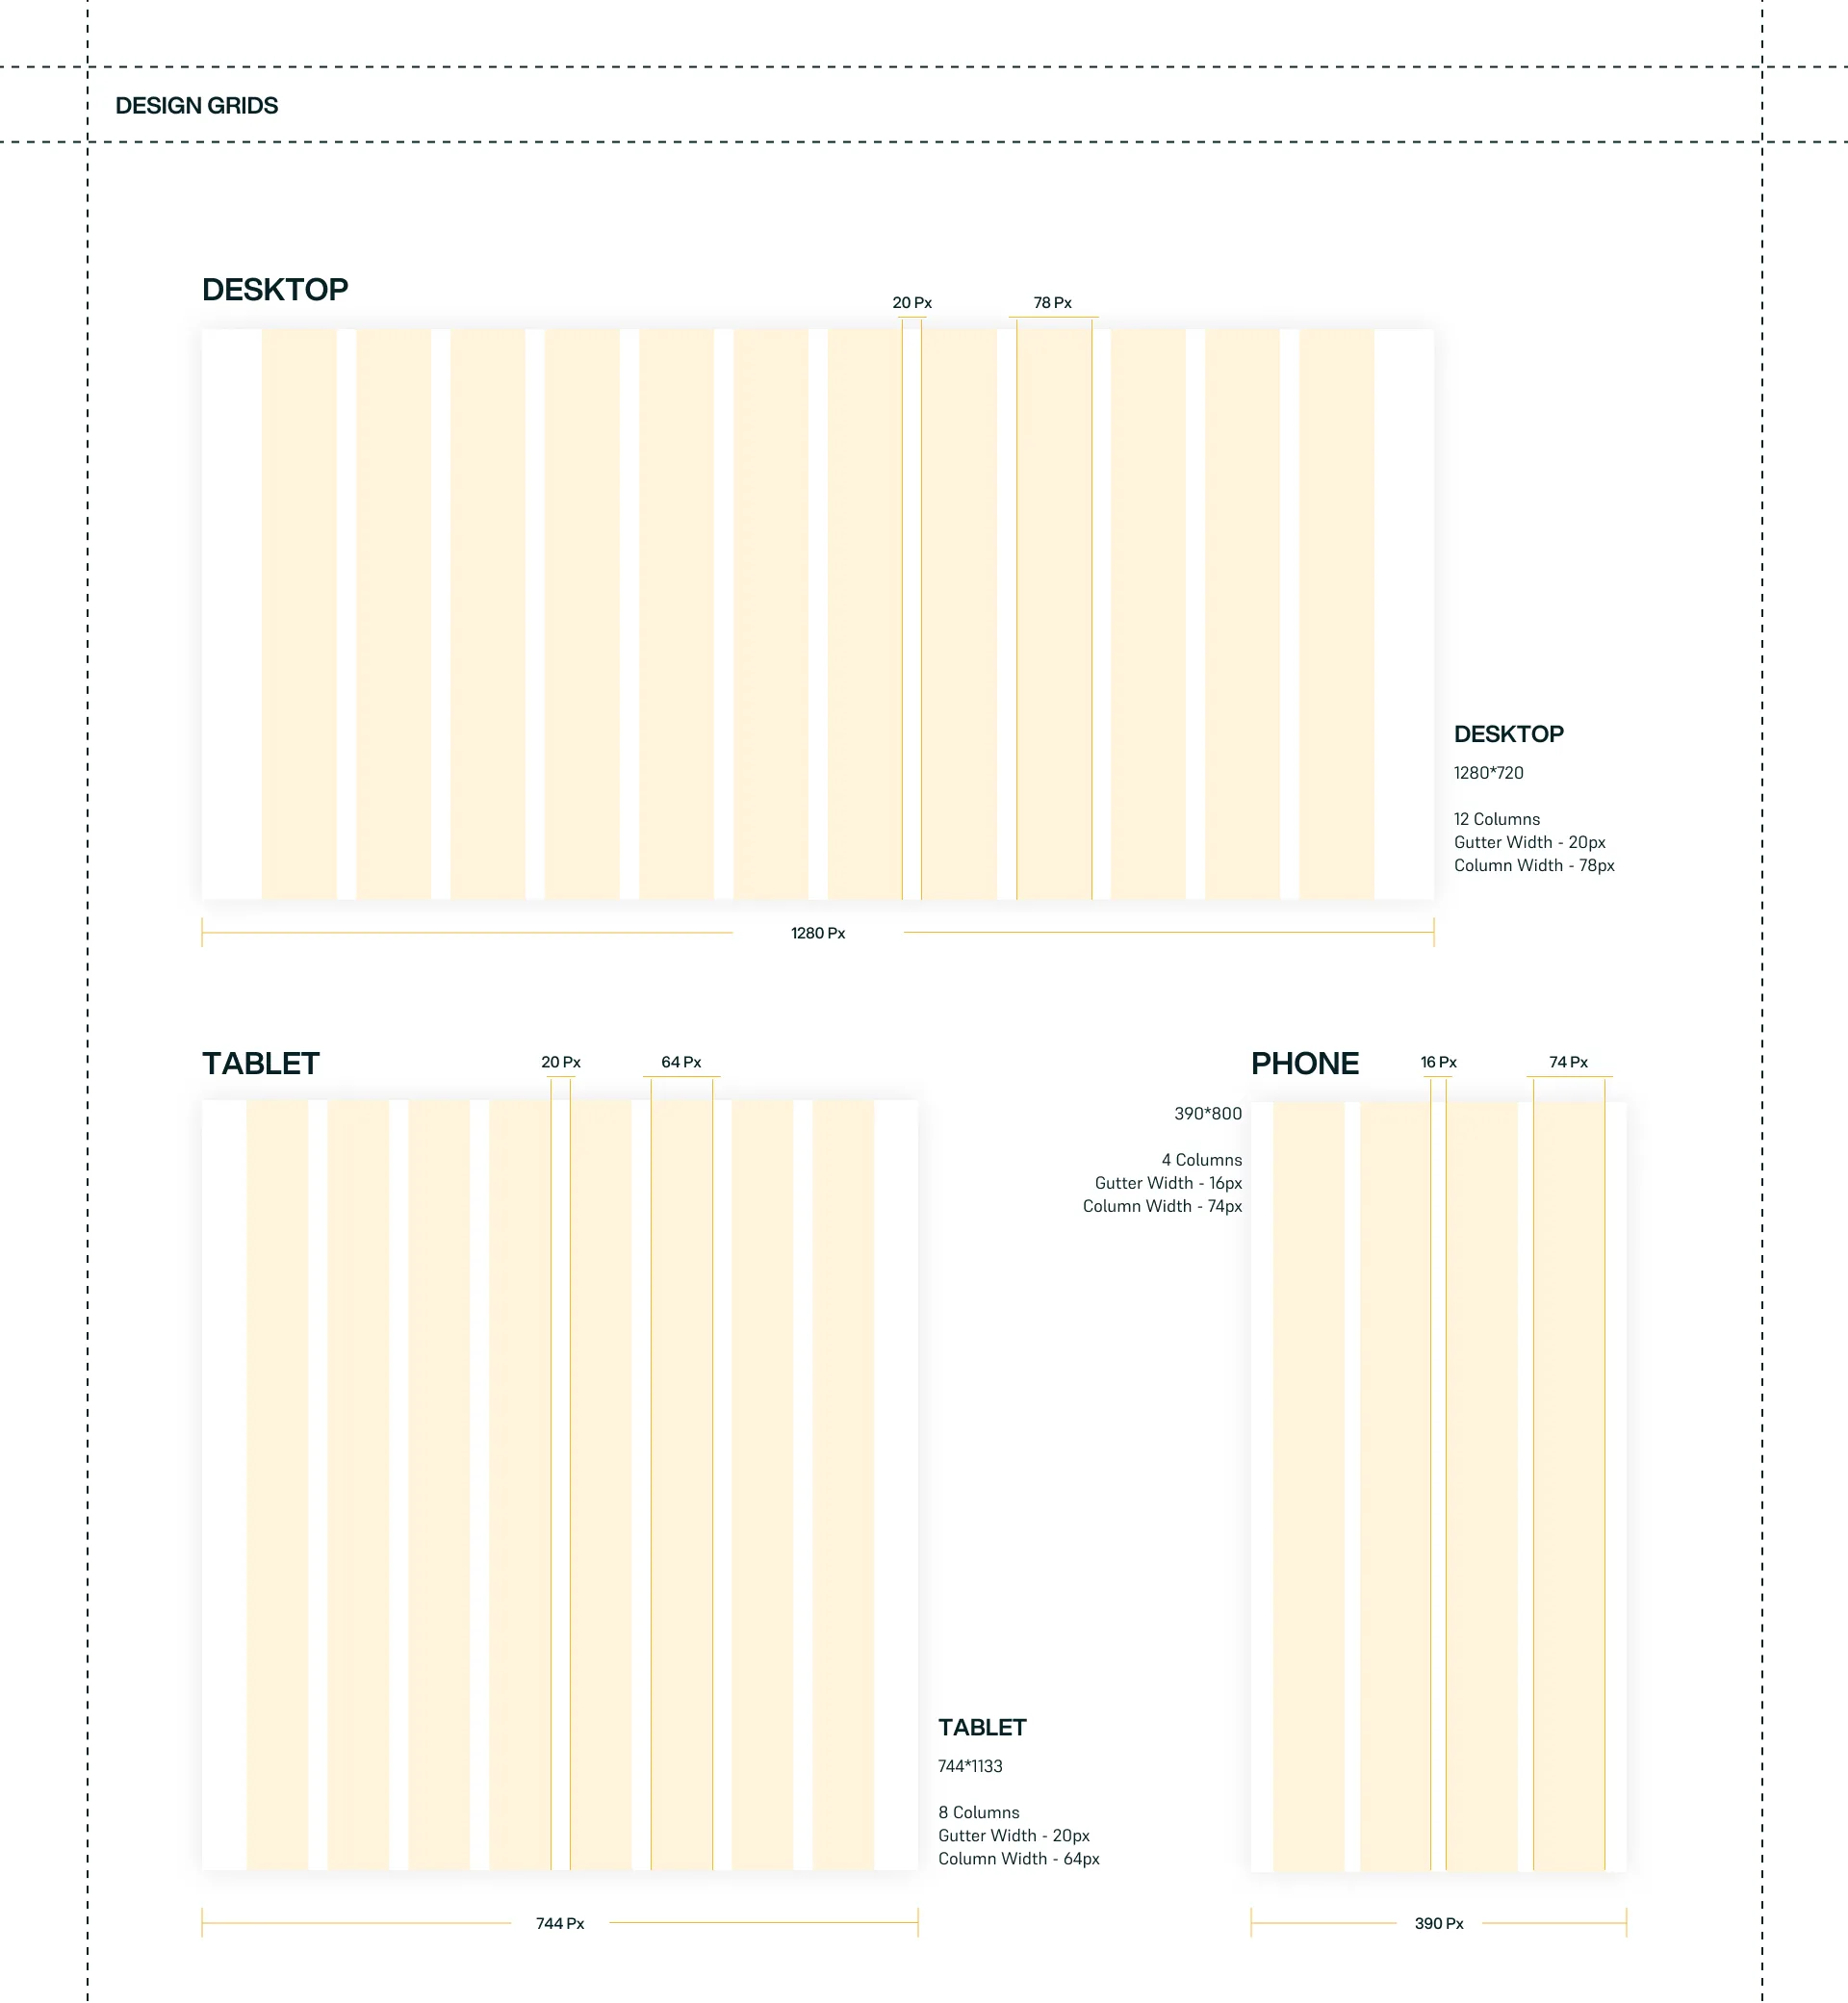 DESIGN GRIDS
DESKTOP
20 Px
78 Px
DESKTOP
1280*720
12 Columns
Gutter Width - 20px
Column Width - 78px
1280 Px
TABLET
20 Px
64 Px
PHONE
16 Px
74 Px
390*800
4 Columns
Gutter Width - 16px
Column Width - 74px
TABLET
744*1133
8 Columns
Gutter Width - 20px
Column Width - 64px
744 Px
390 Px